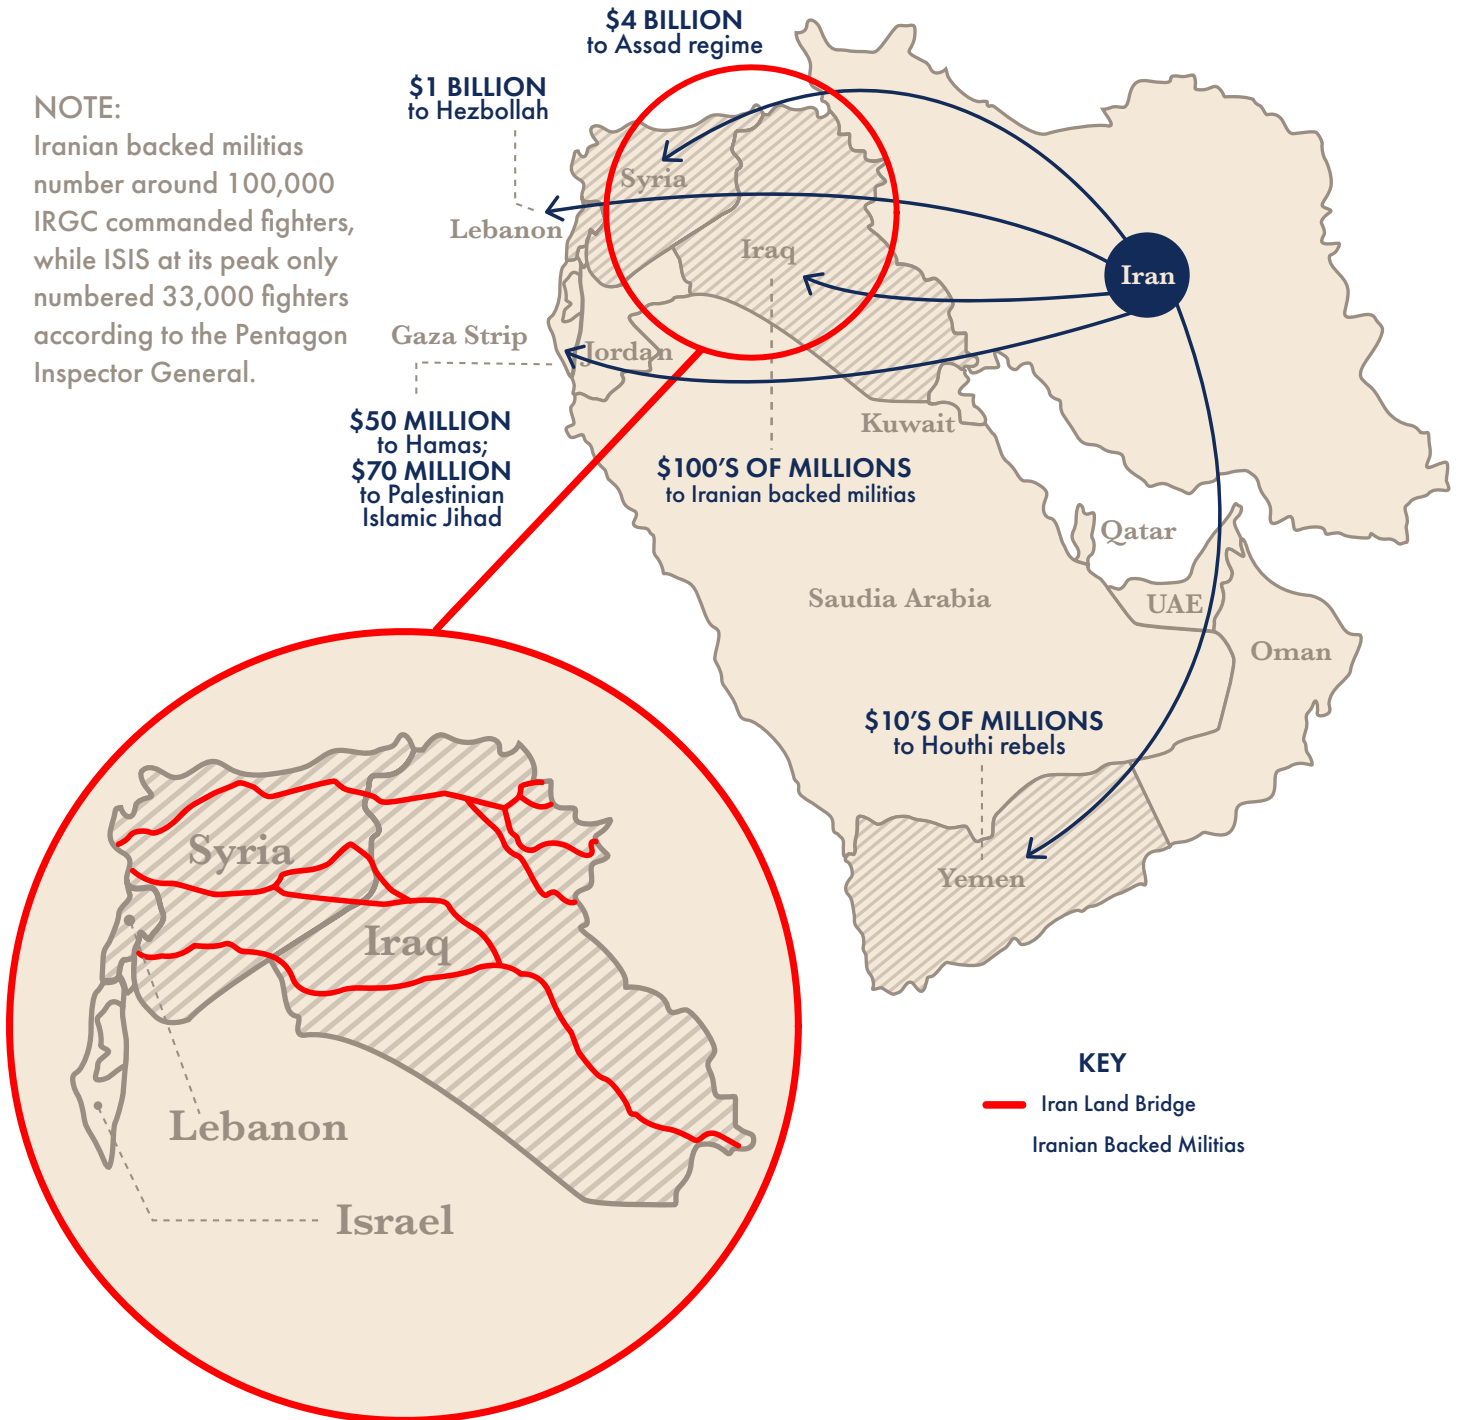 $4 BILLION
to Assad regime
$1 BILLION
to Hezbollah
NOTE:
Iranian backed militias
number around 100,000
IRGC commanded fighters,
while ISIS at its peak only
numbered 33,000 fighters
according to the Pentagon
Inspector General.
Syria
Lebanon
Iraq
Iran
Gaza Strip
Jordan
$50 MILLION
to Hamas;
$70 MILLION
to Palestinian
Islamic Jihad
Kuwait
$100'S OF MILLIONS
to Iranian backed militias
Qatar
Saudia Arabia
UAE
Oman
$10'S OF MILLIONS
to Houthi rebels
Yemen
Syria
Iraq
Lebanon
Israel
KEY
Iran Land Bridge
Iranian Backed Militias